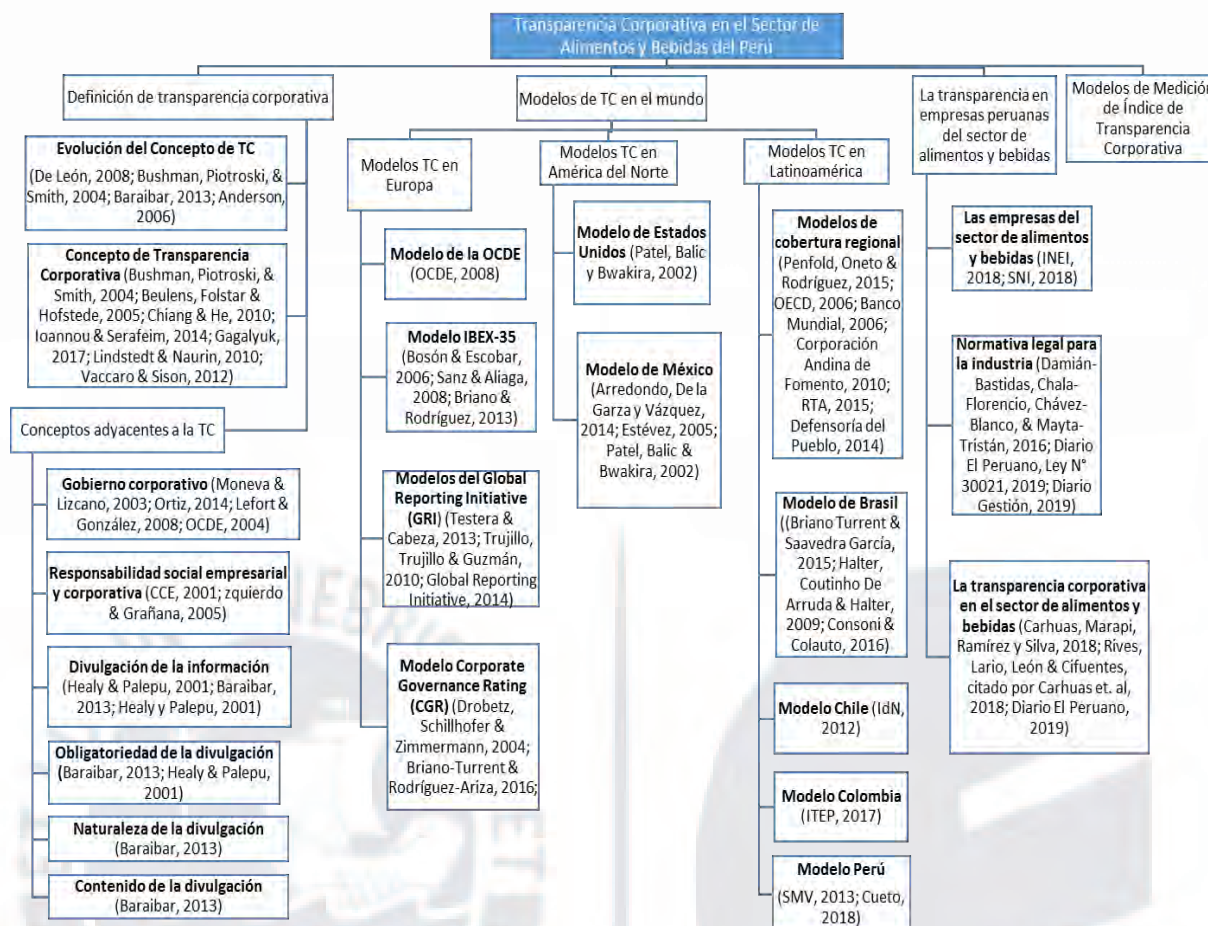 Transparencia Corporativa en el Sector de
Alimentos y Bebidas del Perú
Definición de transparencia corporativa
Evolución del Concepto de TC
(De León, 2008; Bushman, Piotroski, &
Smith, 2004; Baraibar, 2013; Anderson,
2006)
Concepto de Transparencia
Corporativa (Bushman, Piotroski, &
Smith, 2004; Beulens, Folstar &
Hofstede, 2005; Chiang & He, 2010;
Ioannou & Serafeim, 2014; Gagalyuk,
2017; Lindstedt & Naurin, 2010;
Vaccaro & Sison, 2012)
Conceptos adyacentes a la TC
Gobierno corporativo (Moneva &
Lizcano, 2003; Ortiz, 2014; Lefort &
González, 2008; OCDE, 2004)
Responsabilidad social empresarial
y corporativa (CCE, 2001; zquierdo
& Grañana, 2005)
Divulgación de la información
(Healy & Palepu, 2001; Baraibar,
2013; Healy y Palepu, 2001)
Obligatoriedad de la divulgación
(Baraibar, 2013; Healy & Palepu,
2001)
Naturaleza de la divulgación
(Baraibar, 2013)
Contenido de la divulgación
(Baraibar, 2013)
Modelos de TC en el mundo
Modelos TC en
Europa
Modelo de la OCDE
(OCDE, 2008)
Modelo IBEX-35
(Bosón & Escobar,
2006; Sanz & Aliaga,
2008; Briano &
Rodríguez, 2013)
Modelos del Global
Reporting Initiative
(GRI) (Testera &
Cabeza, 2013; Trujillo,
Trujillo & Guzmán,
2010; Global Reporting
Initiative, 2014)
Modelo Corporate
Governance Rating
(CGR) (Drobetz,
Schillhofer &
Zimmermann, 2004;
Briano-Turrent &
Rodríguez-Ariza, 2016;
Modelos TC en
América del Norte
Modelo de Estados
Unidos (Patel, Balic y
Bwakira, 2002)
Modelo de México
(Arredondo, De la
Garza y Vázquez,
2014; Estévez, 2005;
Patel, Balic &
Bwakira, 2002)
Modelos TC en
Latinoamérica
Modelos de
cobertura regional
(Penfold, Oneto &
Rodríguez, 2015;
OECD, 2006; Banco
Mundial, 2006;
Corporación
Andina de
Fomento, 2010;
RTA, 2015;
Defensoría del
Pueblo, 2014)
Modelo de Brasil
((Briano Turrent &
Saavedra García,
2015; Halter,
Coutinho De
Arruda & Halter,
2009; Consoni &
Colauto, 2016)
Modelo Chile (IdN,
2012)
Modelo Colombia
(ITEP, 2017)
Modelo Perú
(SMV, 2013; Cueto,
2018)
La transparencia en
empresas peruanas
del sector de
alimentos y bebidas
Las empresas del
sector de alimentos
y bebidas (INEI,
2018; SNI, 2018)
Normativa legal para
la industria (Damián-
Bastidas, Chala-
Florencio, Chávez-
Blanco, & Mayta-
Tristán, 2016; Diario
El Peruano, Ley N°
30021, 2019; Diario
Gestión, 2019)
La transparencia corporativa
en el sector de alimentos y
bebidas (Carhuas, Marapi,
Ramírez y Silva, 2018; Rives,
Lario, León & Cifuentes,
citado por Carhuas et. al,
2018; Diario El Peruano,
2019)
Modelos de Medición
de Índice de
Transparencia
Corporativa